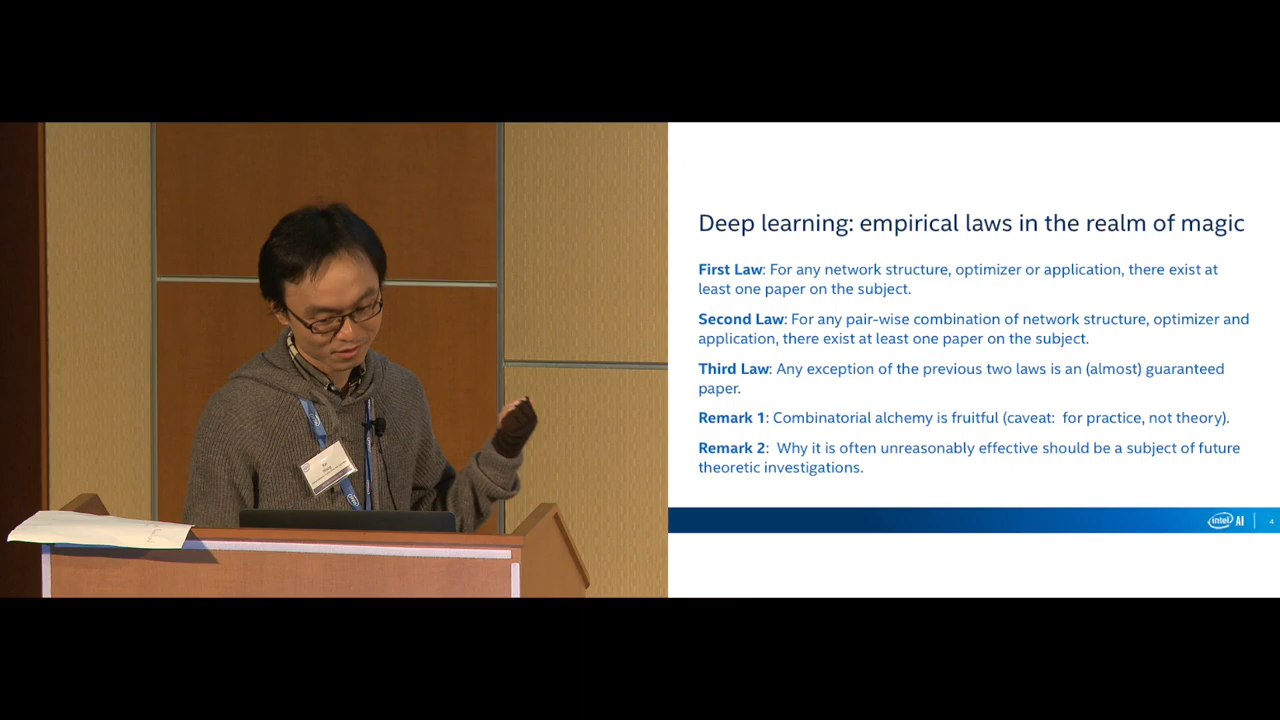 Deep learning: empirical laws in the realm of magic
First Law: For any network structure, optimizer or application, there exist at
least one paper on the subject.
Second Law: For any pair-wise combination of network structure, optimizer and
application, there exist at least one paper on the subject.
Third Law: Any exception of the previous two laws is an (almost) guaranteed
paper.
Remark 1: Combinatorial alchemy is fruitful (caveat: for practice, not theory).
Remark 2: Why it is often unreasonably effective should be a subject of future
theoretic investigations.
intel AI 4